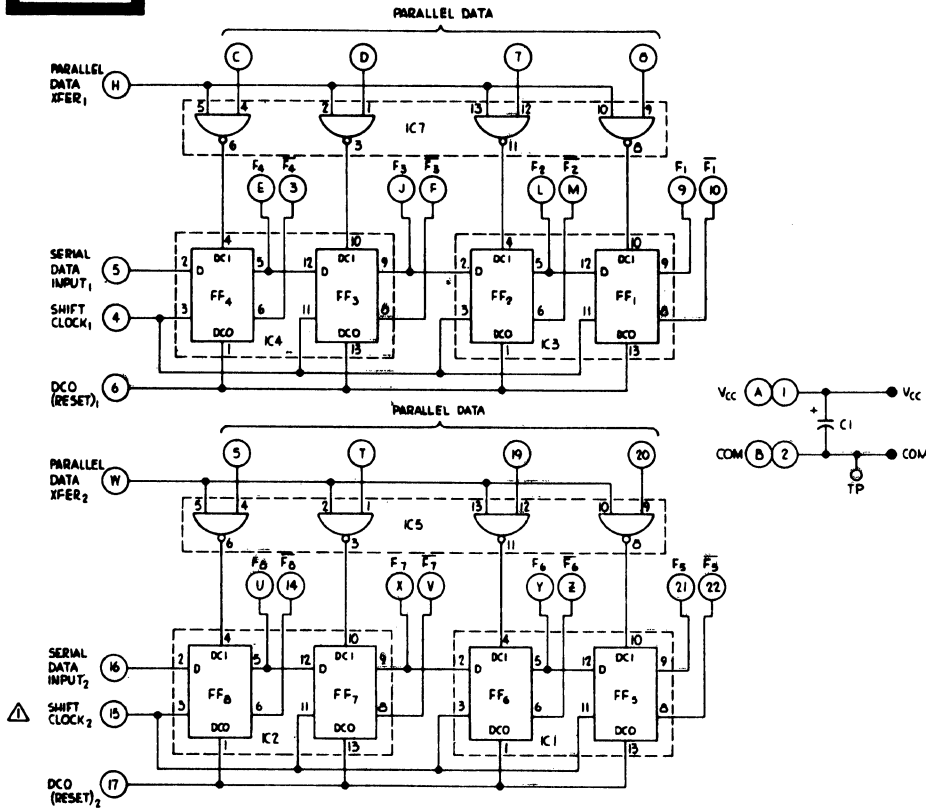 PARALLEL DATA
C D 7 8
PARALLEL DATA XFER₁ H
5 4 2 1 13 12 10 9
IC7
6 3 11 8
F₄ F̅₄̅ F₃ F̅₃̅ F₂ F̅₂̅ F₁ F̅₁̅
E 3 J F L M 9 10
4 10 4 10
SERIAL DATA INPUT₁ 5
2 D DC1 5 12 D DC1 9 2 D DC1 5 12 D DC1 9
FF₄ FF₃ FF₂ FF₁
SHIFT CLOCK₁ 4
3 6 11 8 3 6 11 8
DCO DCO DCO DCO
1 IC4 13 1 IC3 13
DCO (RESET)₁ 6
VCC A 1 VCC
+ C1
COM B 2 COM
TP
PARALLEL DATA
S T 19 20
PARALLEL DATA XFER₂ W
5 4 2 1 13 12 10 9
IC5
6 3 11 8
F₈ F̅₈̅ F₇ F̅₇̅ F₆ F̅₆̅ F₅ F̅₅̅
U 14 X V Y Z 21 22
4 10 4 10
SERIAL DATA INPUT₂ 16
2 D DC1 5 12 D DC1 9 2 D DC1 5 12 D DC1 9
FF₈ FF₇ FF₆ FF₅
⚠ 1 SHIFT CLOCK₂ 15
3 6 11 8 3 6 11 8
DCO DCO DCO DCO
1 IC2 13 1 IC1 13
DCO (RESET)₂ 17